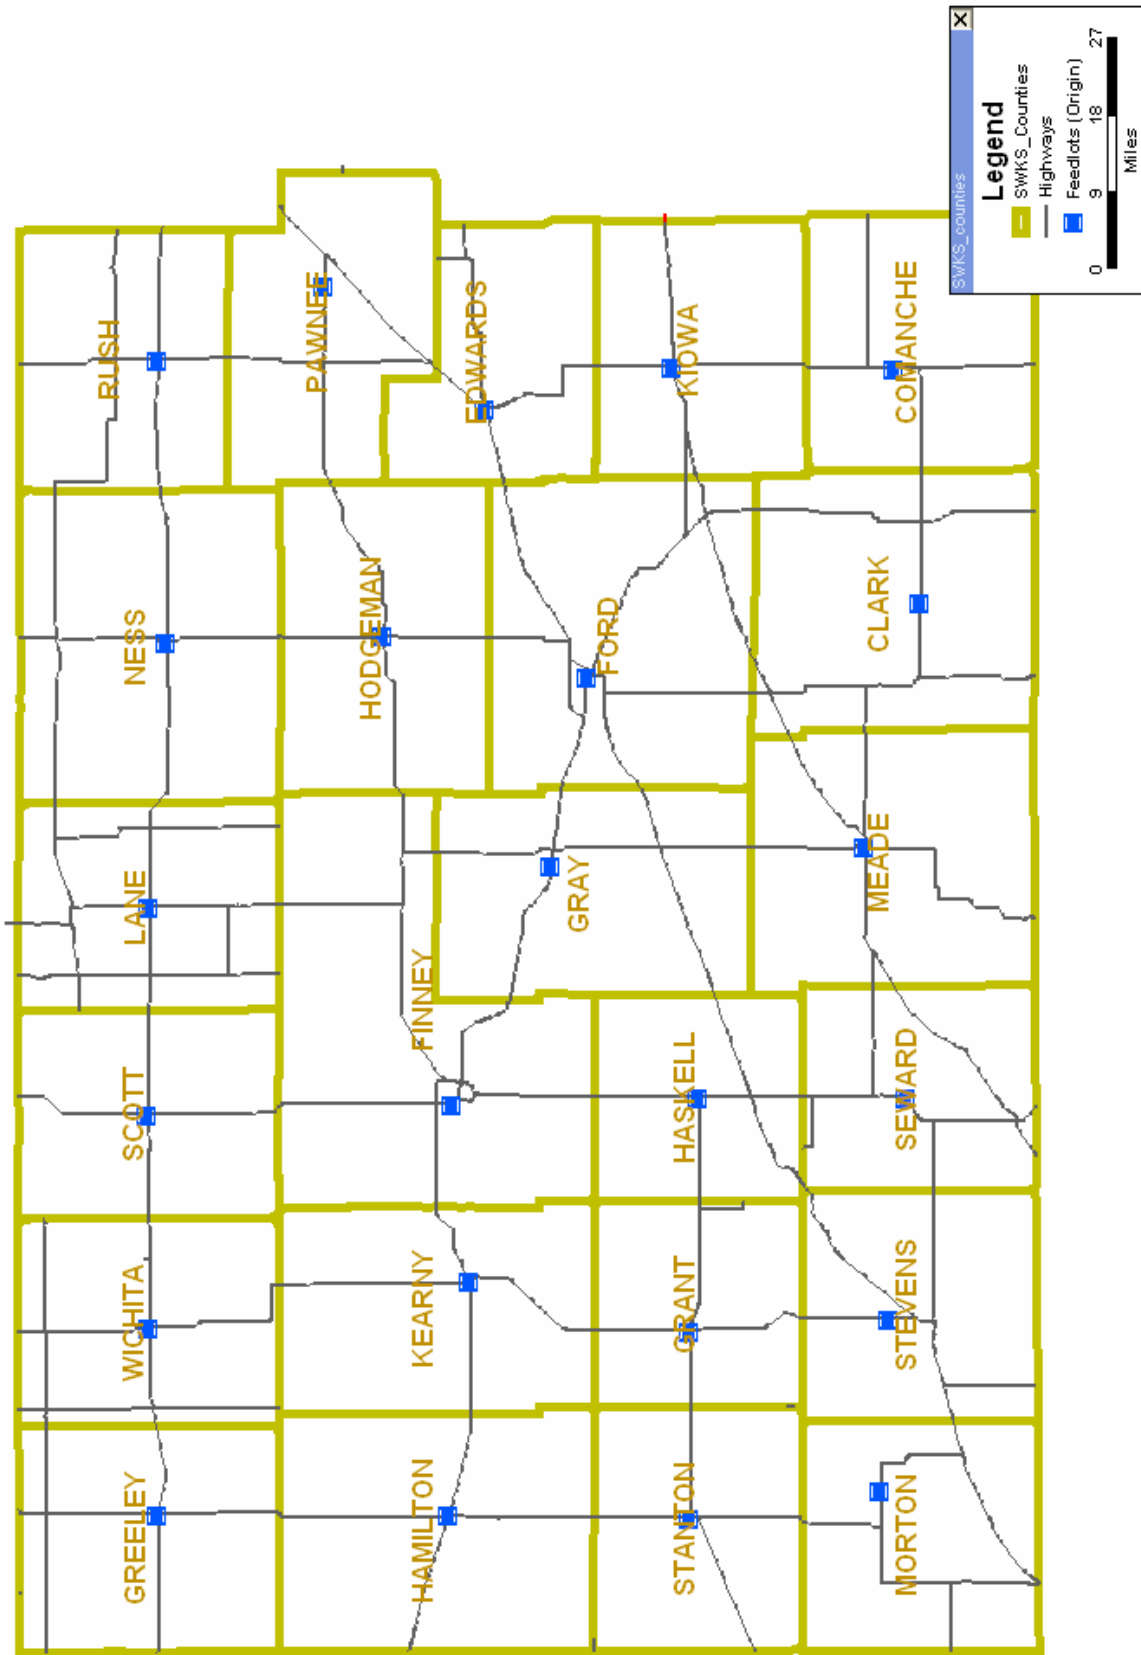 GREELEY
WICHITA
SCOTT
LANE
NESS
RUSH
HAMILTON
KEARNY
FINNEY
HODGEMAN
PAWNEE
STANTON
GRANT
HASKELL
GRAY
FORD
EDWARDS
KIOWA
MORTON
STEVENS
SEWARD
MEADE
CLARK
COMANCHE
SWKS_counties
Legend
SWKS_Counties
Highways
Feedlots (Origin)
0 9 18 27
Miles